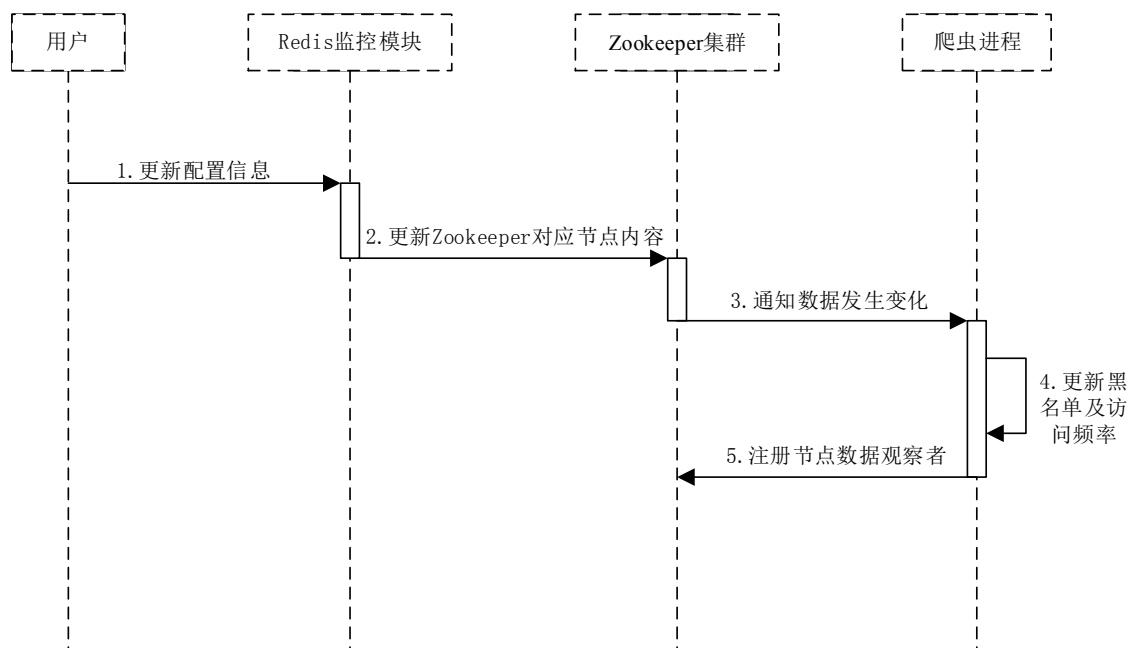 用户
Redis监控模块
Zookeeper集群
爬虫进程
1.更新配置信息
2.更新Zookeeper对应节点内容
3.通知数据发生变化
4.更新黑
名单及访
问频率
5.注册节点数据观察者